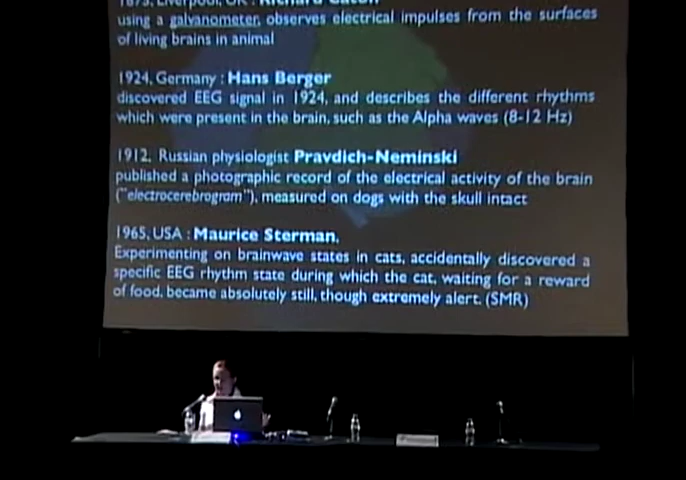 1875, Liverpool, UK : Richard Caton
using a galvanometer, observes electrical impulses from the surfaces
of living brains in animal
1924, Germany : Hans Berger
discovered EEG signal in 1924, and describes the different rhythms
which were present in the brain, such as the Alpha waves (8-12 Hz)
1912, Russian physiologist Pravdich-Neminski
published a photographic record of the electrical activity of the brain
("electrocerebrogram"), measured on dogs with the skull intact
1965, USA : Maurice Sterman,
Experimenting on brainwave states in cats, accidentally discovered a
specific EEG rhythm state during which the cat, waiting for a reward
of food, became absolutely still, though extremely alert. (SMR)